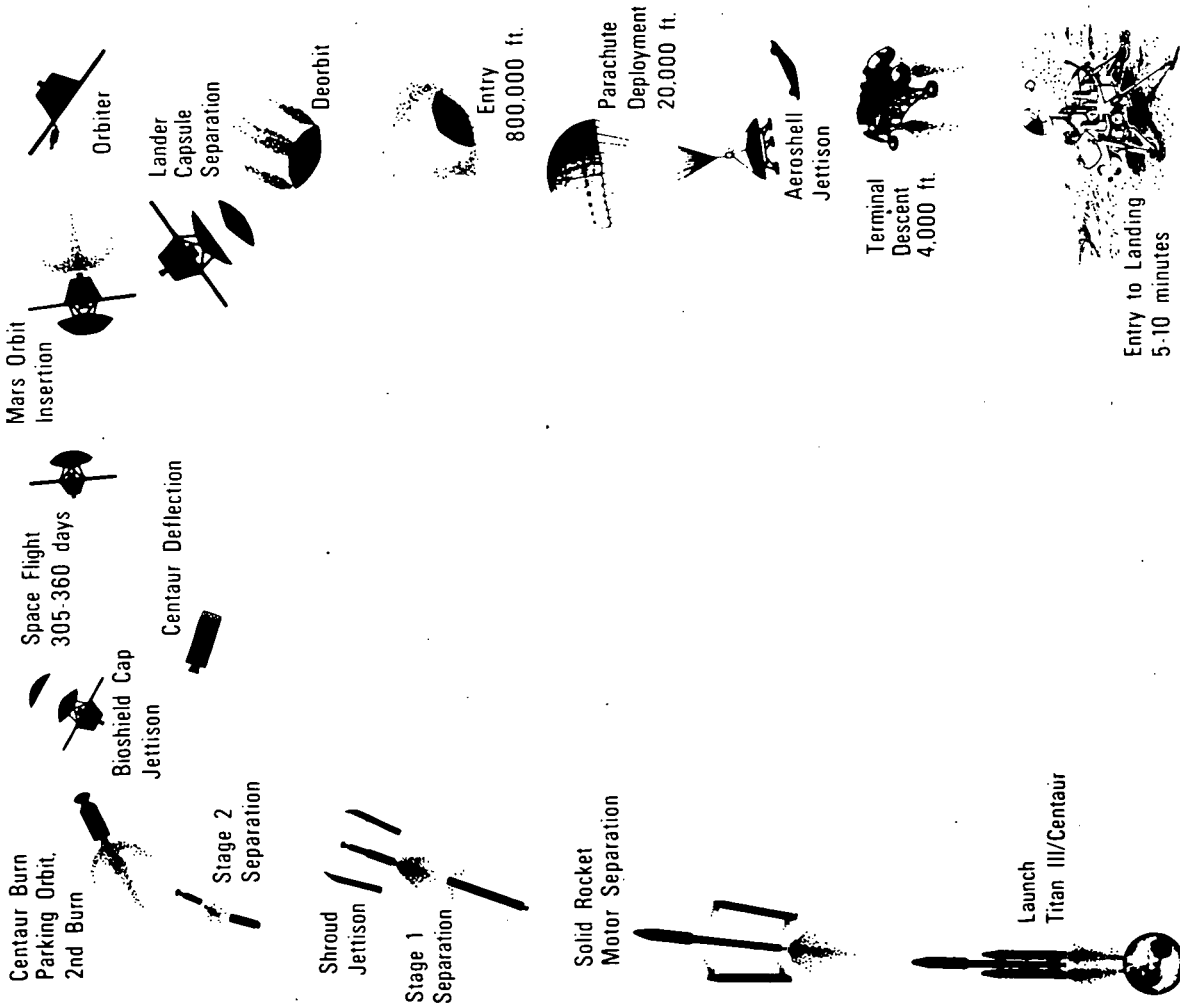 Launch
Titan III/Centaur
Solid Rocket
Motor Separation
Stage 1
Separation
Shroud
Jettison
Stage 2
Separation
Centaur Burn
Parking Orbit,
2nd Burn
Bioshield Cap
Jettison
Centaur Deflection
Space Flight
305-360 days
Mars Orbit
Insertion
Orbiter
Lander
Capsule
Separation
Deorbit
Entry
800,000 ft.
Parachute
Deployment
20,000 ft.
Aeroshell
Jettison
Terminal
Descent
4,000 ft.
Entry to Landing
5-10 minutes